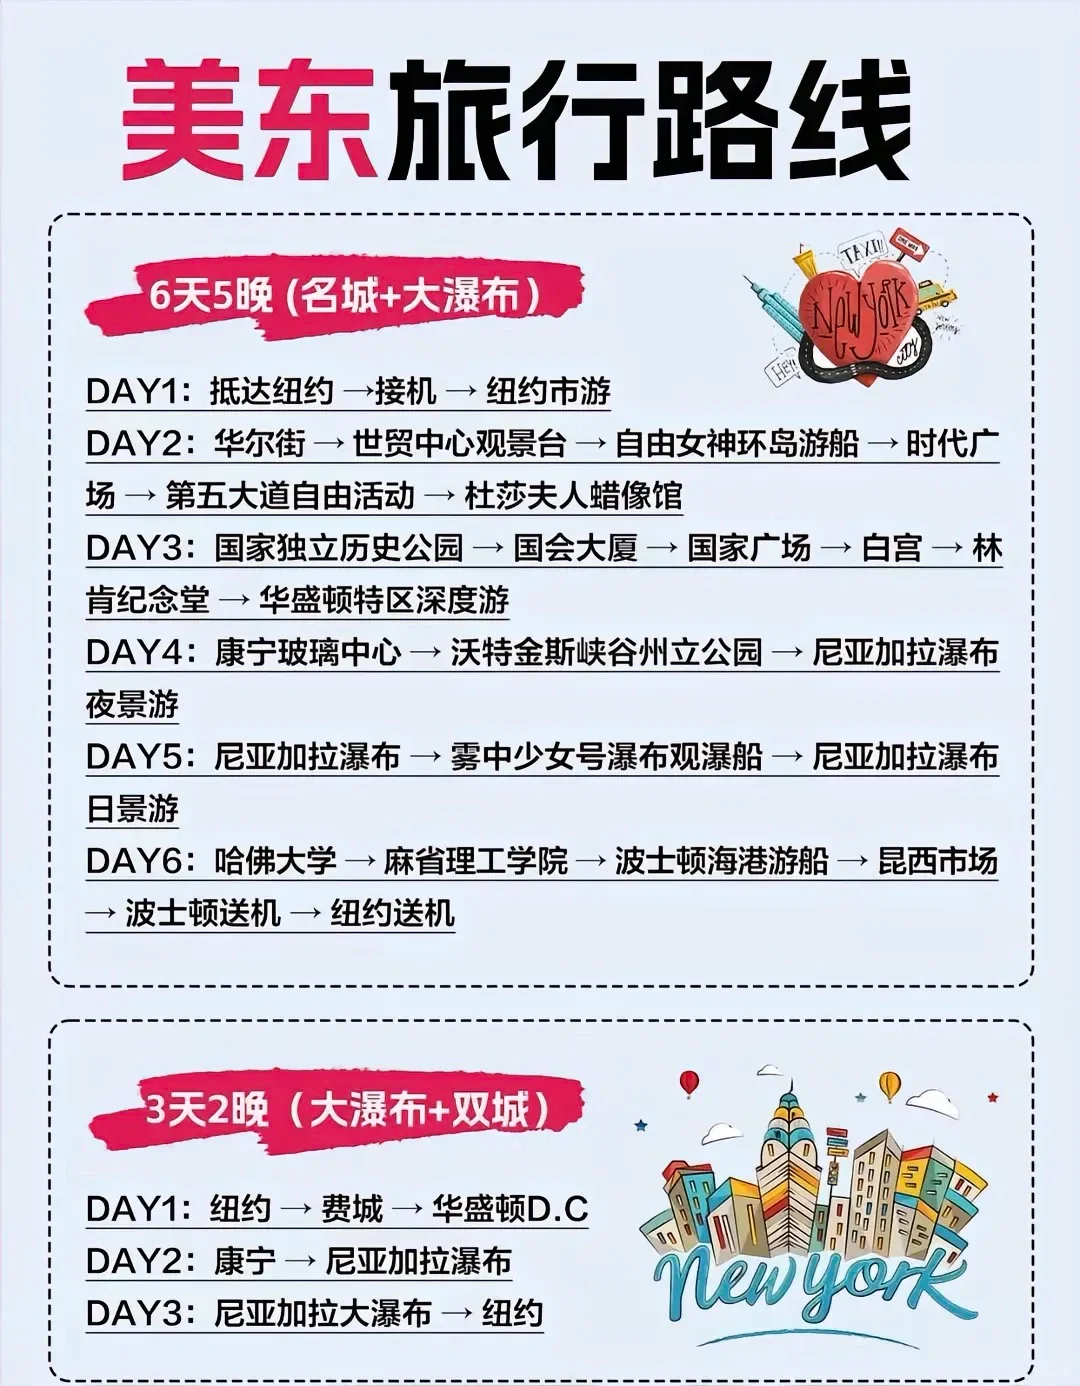 美东旅行路线
6天5晚 (名城+大瀑布）
TAXI!!
NEW YORK
CITY
HEY!
DAY1：抵达纽约 →接机 → 纽约市游
DAY2：华尔街 → 世贸中心观景台 → 自由女神环岛游船 → 时代广
场 → 第五大道自由活动 → 杜莎夫人蜡像馆
DAY3：国家独立历史公园 → 国会大厦 → 国家广场 → 白宫 → 林
肯纪念堂 → 华盛顿特区深度游
DAY4：康宁玻璃中心 → 沃特金斯峡谷州立公园 → 尼亚加拉瀑布
夜景游
DAY5：尼亚加拉瀑布 → 雾中少女号瀑布观瀑船 → 尼亚加拉瀑布
日景游
DAY6：哈佛大学 → 麻省理工学院 → 波士顿海港游船 → 昆西市场
→ 波士顿送机 → 纽约送机
3天2晚（大瀑布+双城）
DAY1：纽约 → 费城 → 华盛顿D.C
DAY2：康宁 → 尼亚加拉瀑布
DAY3：尼亚加拉大瀑布 → 纽约
New York